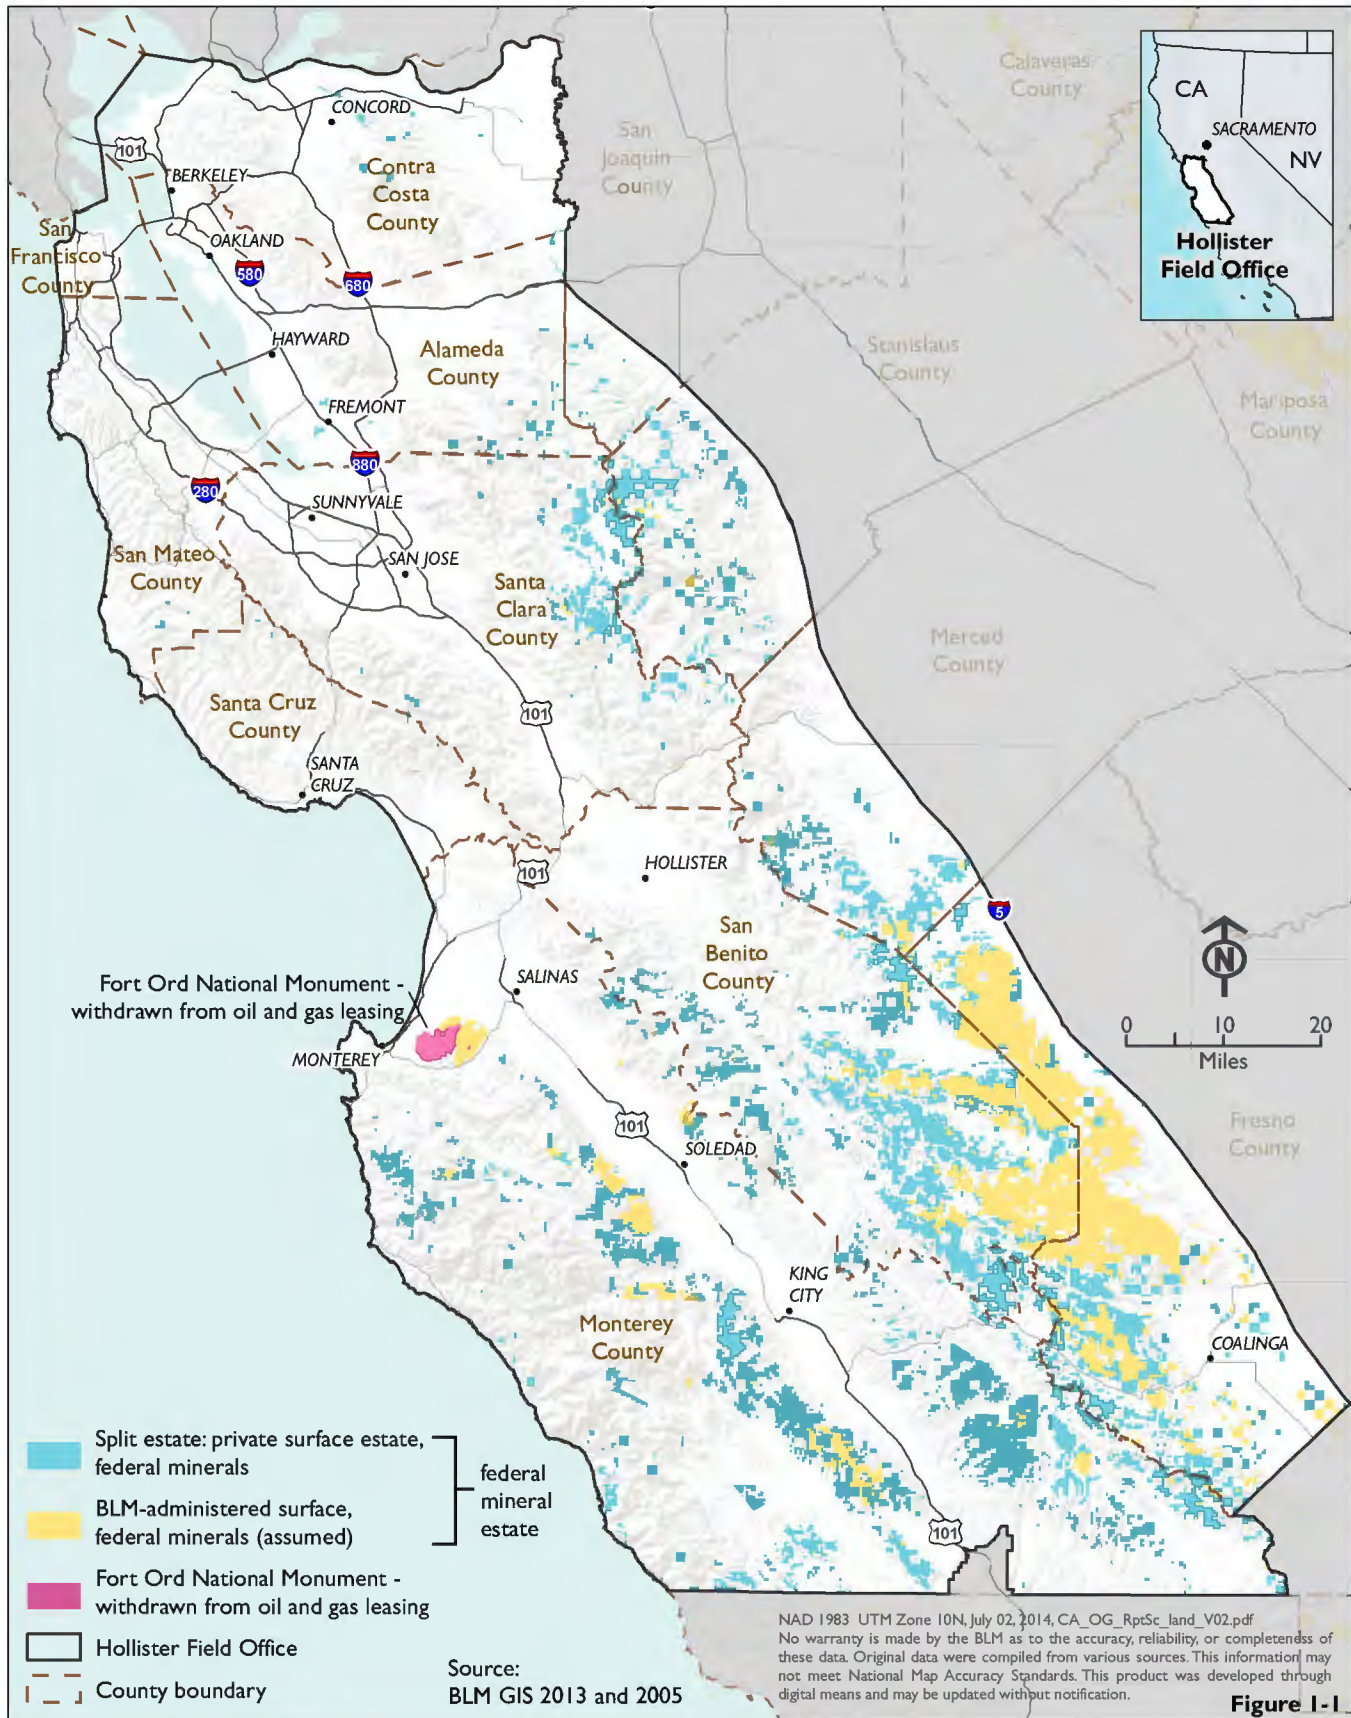 Calaveras
County
CA
SACRAMENTO
NV
Hollister
Field Office
CONCORD
San
Joaquin
County
101
BERKELEY
Contra
Costa
County
San
Francisco
County
OAKLAND
580
680
HAYWARD
Alameda
County
Stanislaus
County
Mariposa
County
FREMONT
880
280
SUNNYVALE
San Mateo
County
SAN JOSE
Santa
Clara
County
Merced
County
Santa Cruz
County
101
SANTA
CRUZ
101
HOLLISTER
5
San
Benito
County
N
Fort Ord National Monument -
withdrawn from oil and gas leasing
SALINAS
0 10 20
Miles
MONTEREY
101
SOLEDAD
Fresno
County
KING
CITY
Monterey
County
COALINGA
Split estate: private surface estate,
federal minerals
BLM-administered surface,
federal minerals (assumed)
federal
mineral
estate
101
Fort Ord National Monument -
withdrawn from oil and gas leasing
Hollister Field Office
County boundary
Source:
BLM GIS 2013 and 2005
NAD 1983 UTM Zone 10N, July 02, 2014, CA_OG_RptSc_land_V02.pdf
No warranty is made by the BLM as to the accuracy, reliability, or completeness of
these data. Original data were compiled from various sources. This information may
not meet National Map Accuracy Standards. This product was developed through
digital means and may be updated without notification.
Figure 1-1